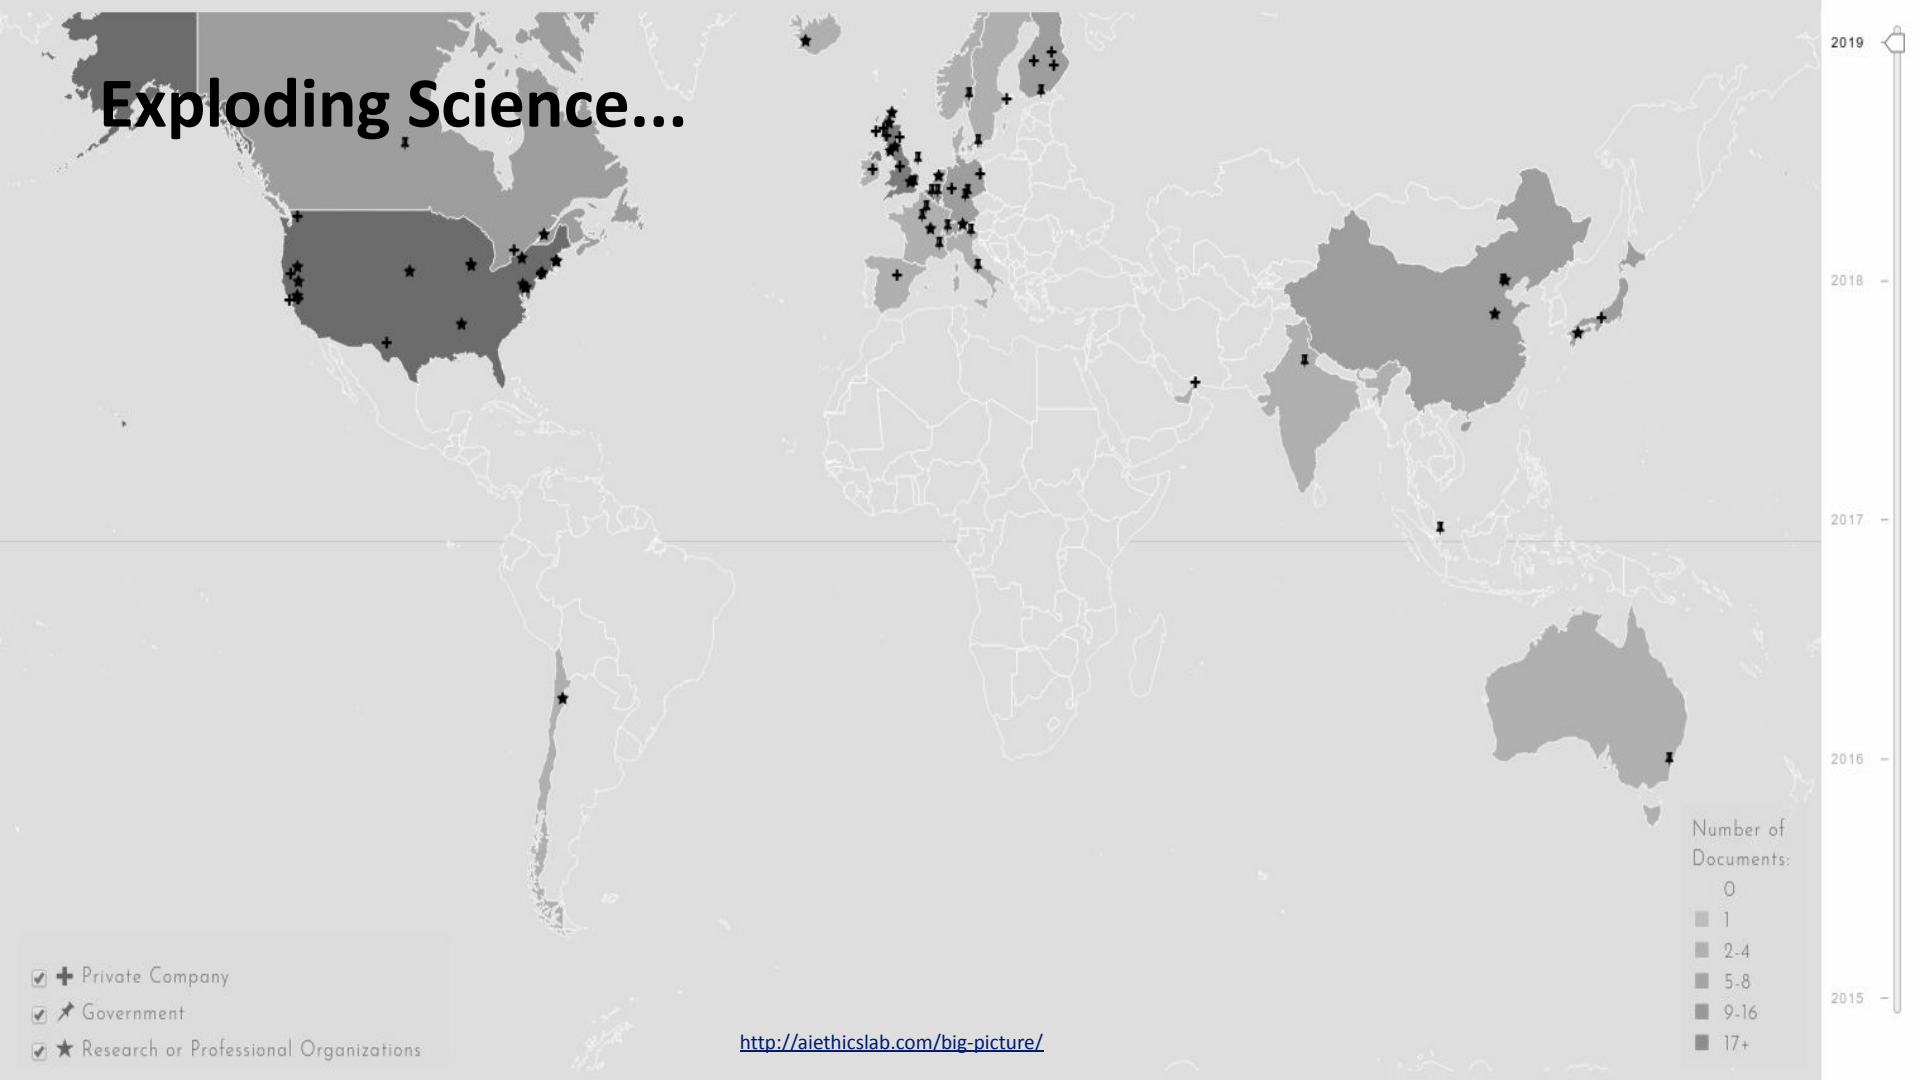 Exploding Science...
2019
2018
2017
2016
2015
Number of
Documents:
0
1
2-4
5-8
9-16
17+
Private Company
Government
Research or Professional Organizations
http://aiethicslab.com/big-picture/